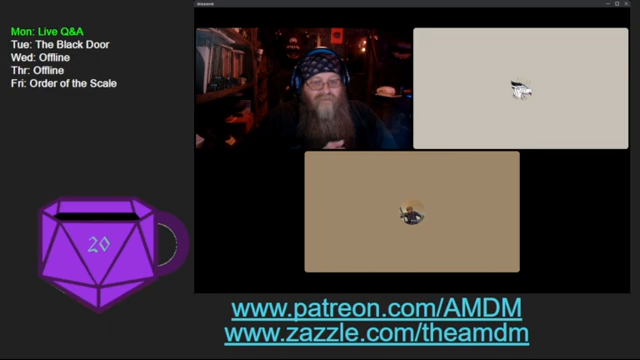 Mon: Live Q&A
Tue: The Black Door
Wed: Offline
Thr: Offline
Fri: Order of the Scale
20
www.patreon.com/AMDM
www.zazzle.com/theamdm